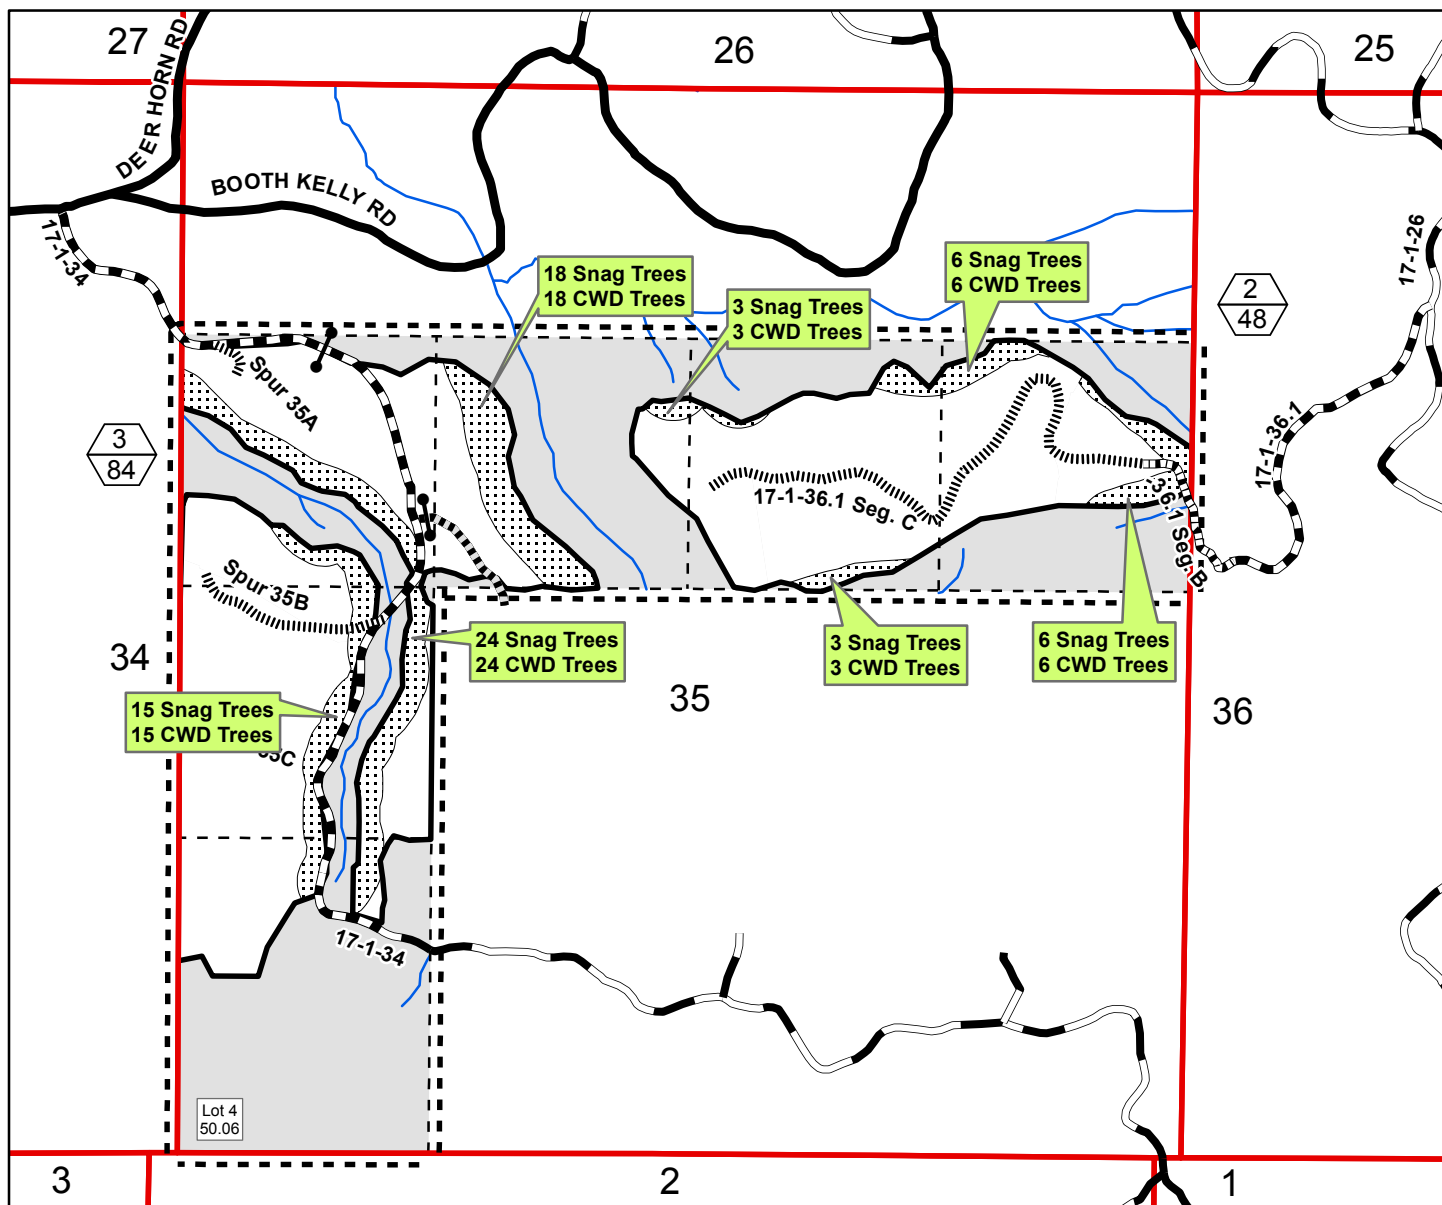 27
26
25
DEER HORN RD
BOOTH KELLY RD
17-1-34
17-1-26
18 Snag Trees
18 CWD Trees
3 Snag Trees
3 CWD Trees
6 Snag Trees
6 CWD Trees
2
48
Spur 35A
3
84
17-1-36.1
17-1-36.1 Seg. C
36.1 Seg. B
Spur 35B
34
24 Snag Trees
24 CWD Trees
3 Snag Trees
3 CWD Trees
6 Snag Trees
6 CWD Trees
15 Snag Trees
15 CWD Trees
35C
35
36
17-1-34
Lot 4
50.06
3
2
1